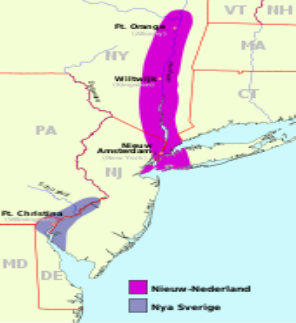 VT
NH
Ft. Orange
(Albany)
MA
NY
Wiltwijk
(Kingston)
CT
PA
Nieuw
Amsterdam
(New York)
NJ
Ft. Christina
MD
DE
Nieuw-Nederland
Nya Sverige